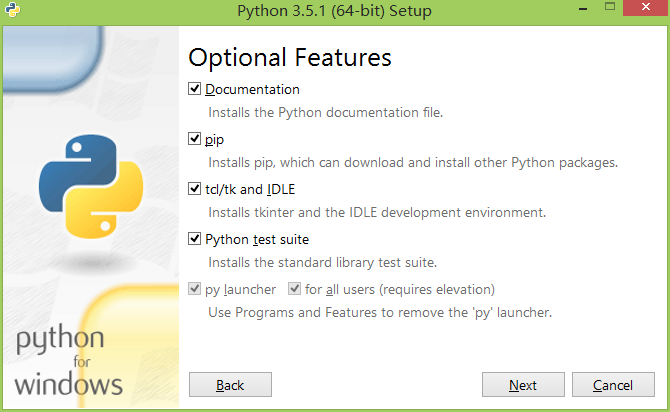 Python 3.5.1 (64-bit) Setup
Optional Features
Documentation
Installs the Python documentation file.
pip
Installs pip, which can download and install other Python packages.
tcl/tk and IDLE
Installs tkinter and the IDLE development environment.
Python test suite
Installs the standard library test suite.
py launcher for all users (requires elevation)
Use Programs and Features to remove the 'py' launcher.
python
for
windows
Back Next Cancel